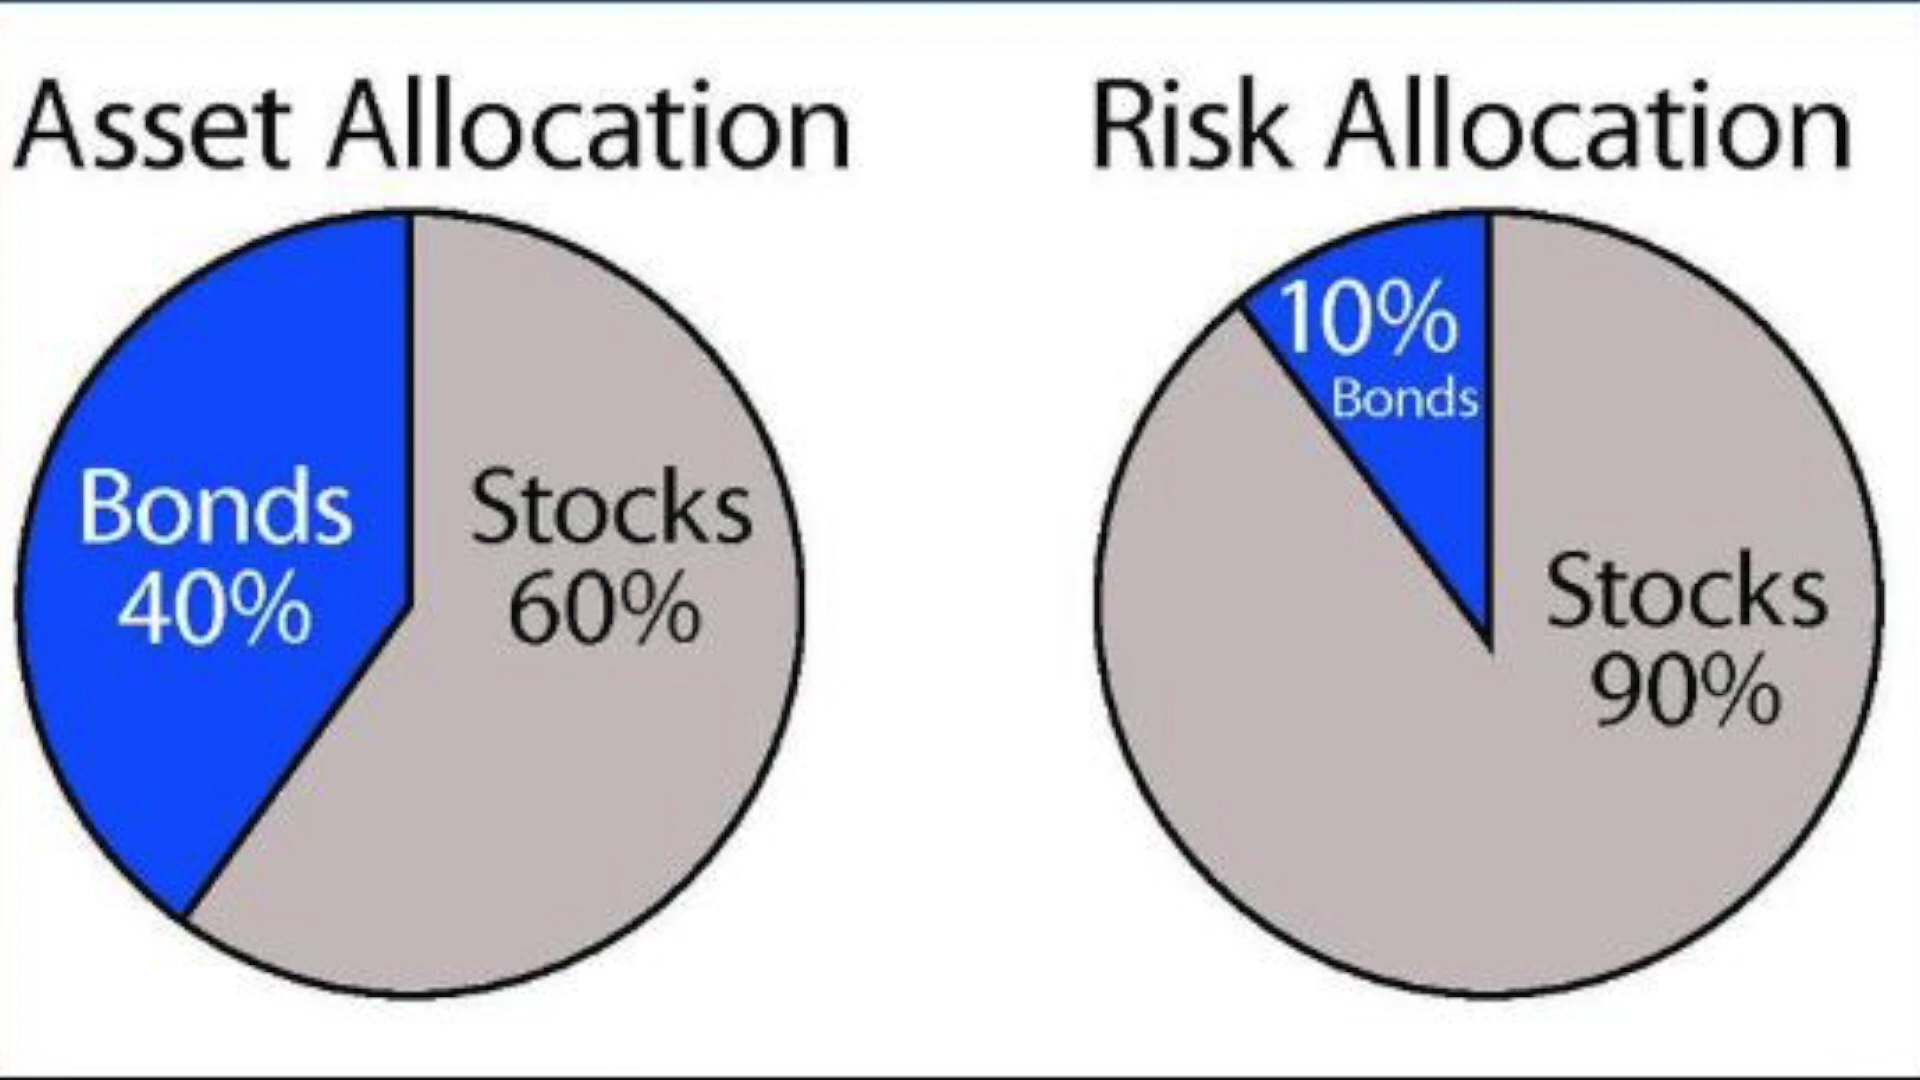 Asset Allocation
Bonds
40%
Stocks
60%
Risk Allocation
10%
Bonds
Stocks
90%